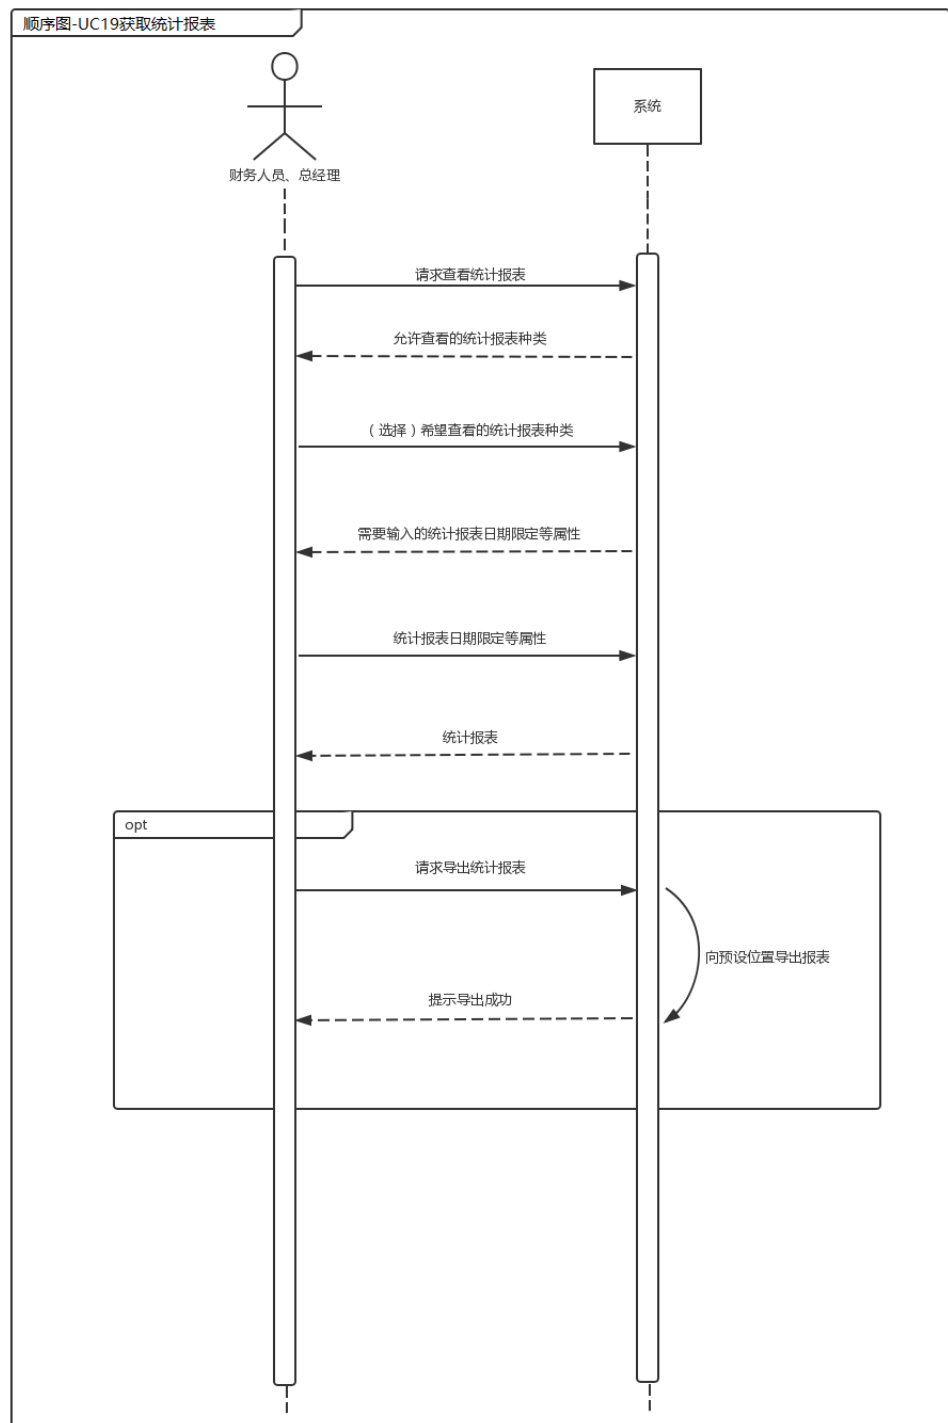 顺序图-UC19获取统计报表
财务人员、总经理
系统
请求查看统计报表
允许查看的统计报表种类
（选择）希望查看的统计报表种类
需要输入的统计报表日期限定等属性
统计报表日期限定等属性
统计报表
opt
请求导出统计报表
向预设位置导出报表
提示导出成功